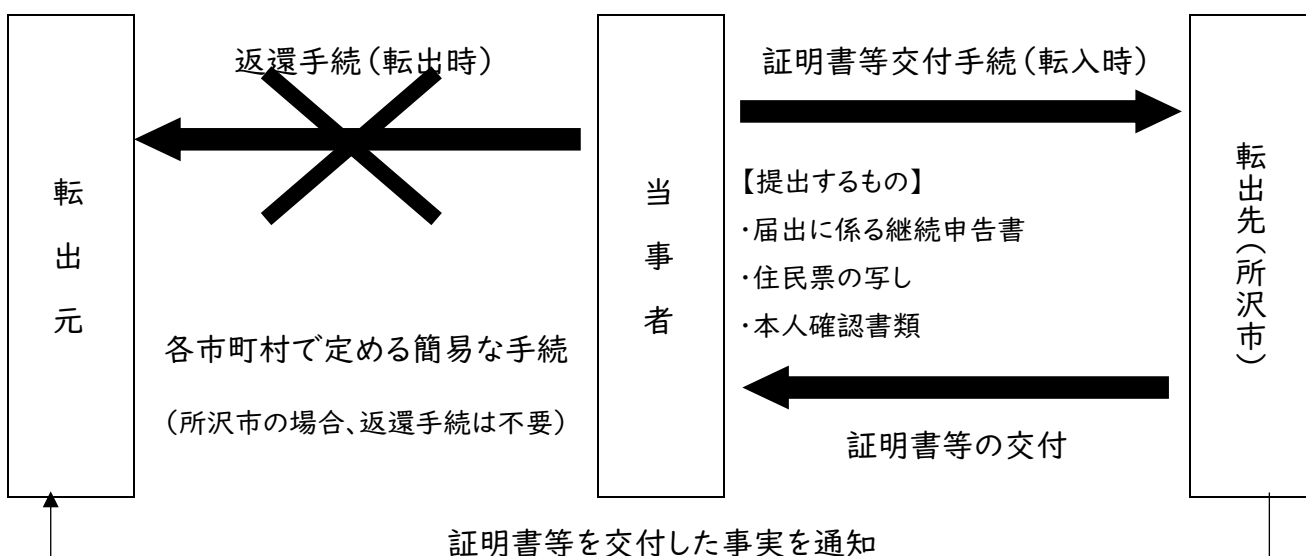 転出元
返還手続(転出時)
各市町村で定める簡易な手続
(所沢市の場合、返還手続は不要)
当事者
証明書等交付手続(転入時)
【提出するもの】
・届出に係る継続申告書
・住民票の写し
・本人確認書類
証明書等の交付
転出先(所沢市)
証明書等を交付した事実を通知